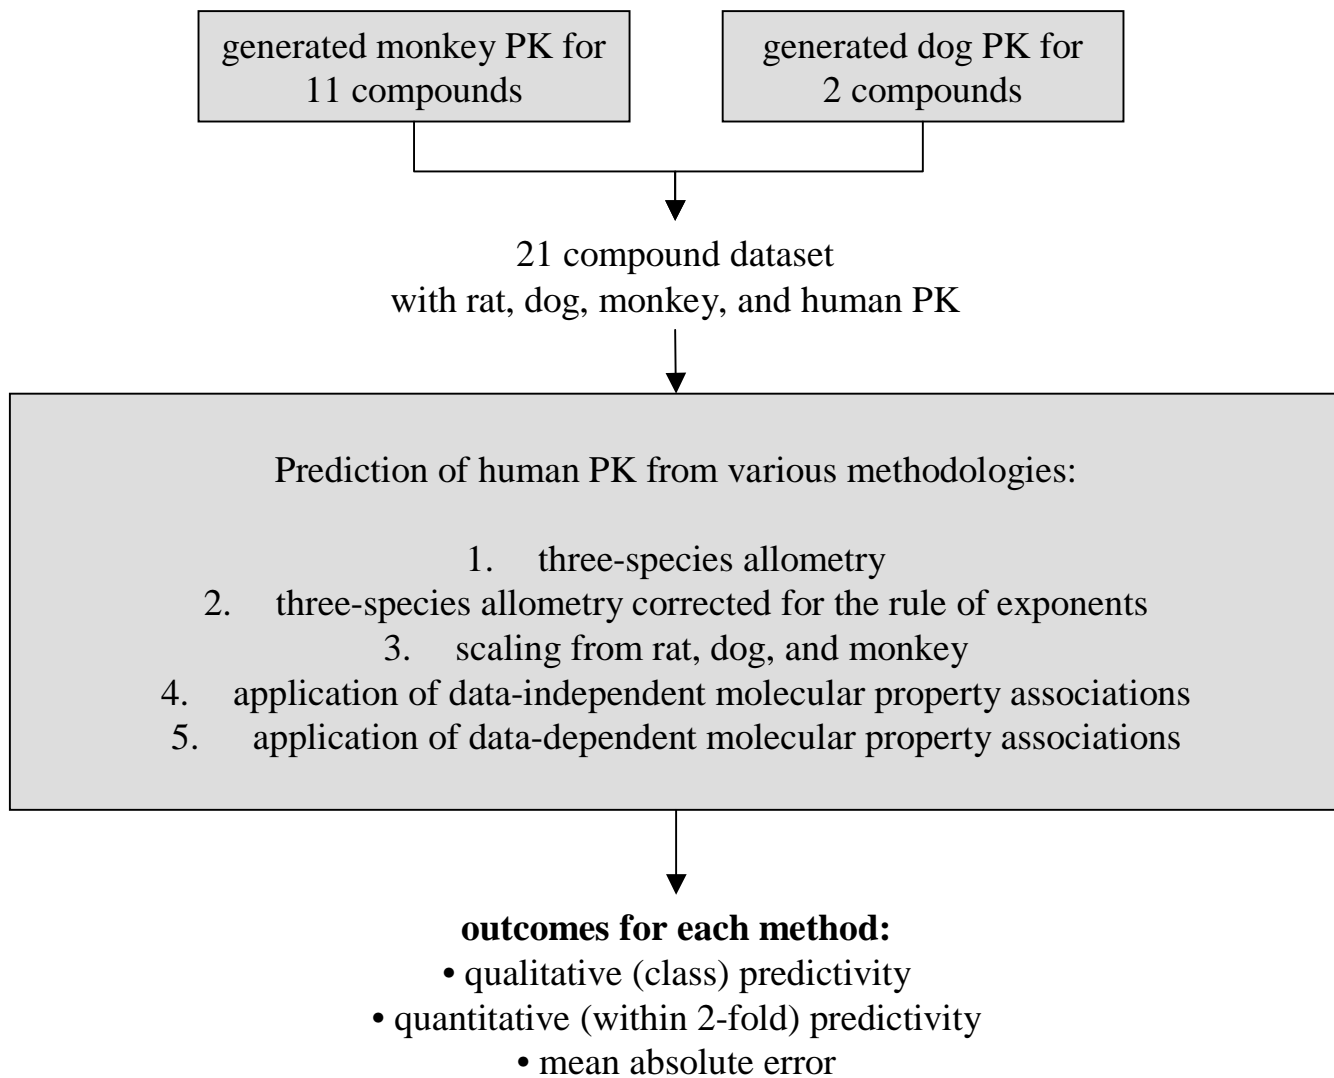 generated monkey PK for
11 compounds
generated dog PK for
2 compounds
21 compound dataset
with rat, dog, monkey, and human PK
Prediction of human PK from various methodologies:
1. three-species allometry
2. three-species allometry corrected for the rule of exponents
3. scaling from rat, dog, and monkey
4. application of data-independent molecular property associations
5. application of data-dependent molecular property associations
outcomes for each method:
• qualitative (class) predictivity
• quantitative (within 2-fold) predictivity
• mean absolute error